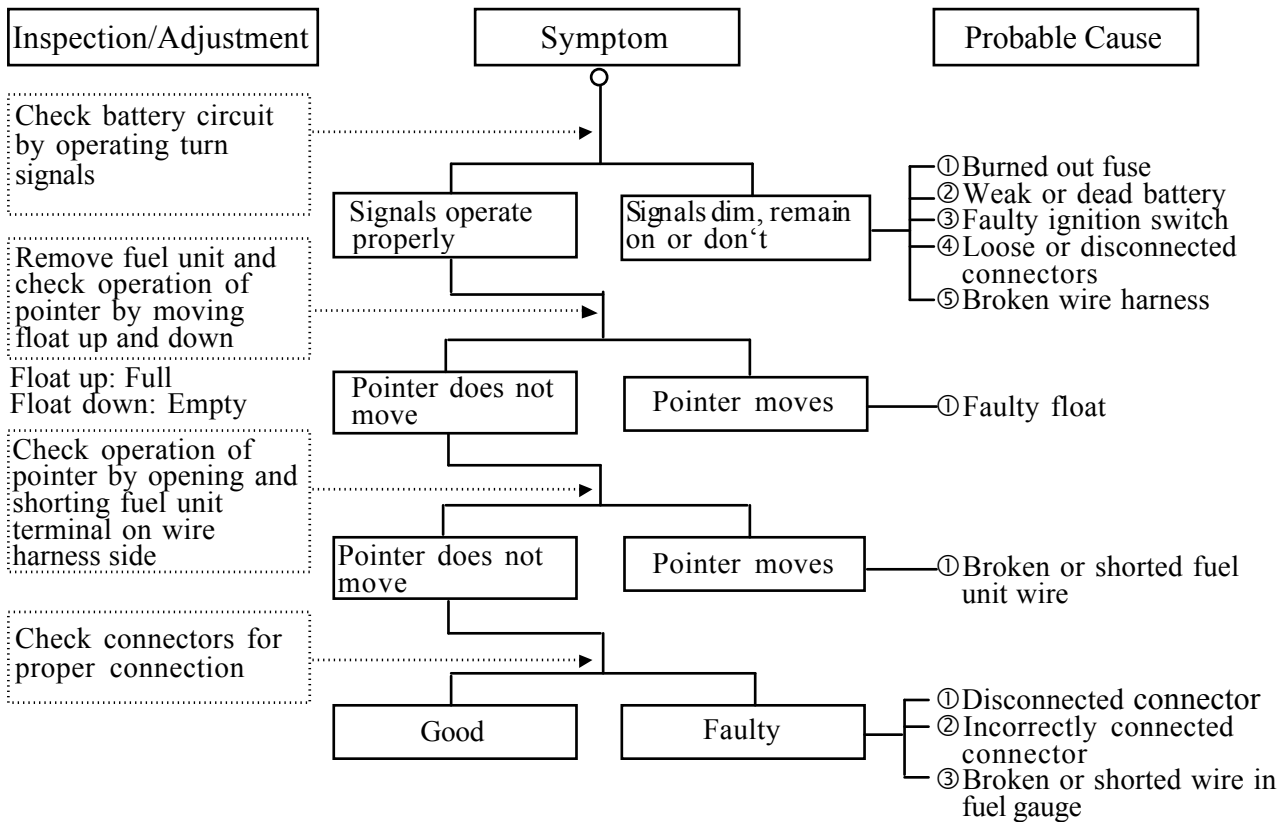 Inspection/Adjustment
Symptom
Probable Cause
Check battery circuit
by operating turn
signals
Signals operate
properly
Signals dim, remain
on or don‘t
①Burned out fuse
②Weak or dead battery
③Faulty ignition switch
④Loose or disconnected
connectors
⑤Broken wire harness
Remove fuel unit and
check operation of
pointer by moving
float up and down
Float up: Full
Float down: Empty
Pointer does not
move
Pointer moves
①Faulty float
Check operation of
pointer by opening and
shorting fuel unit
terminal on wire
harness side
Pointer does not
move
Pointer moves
①Broken or shorted fuel
unit wire
Check connectors for
proper connection
Good
Faulty
①Disconnected connector
②Incorrectly connected
connector
③Broken or shorted wire in
fuel gauge